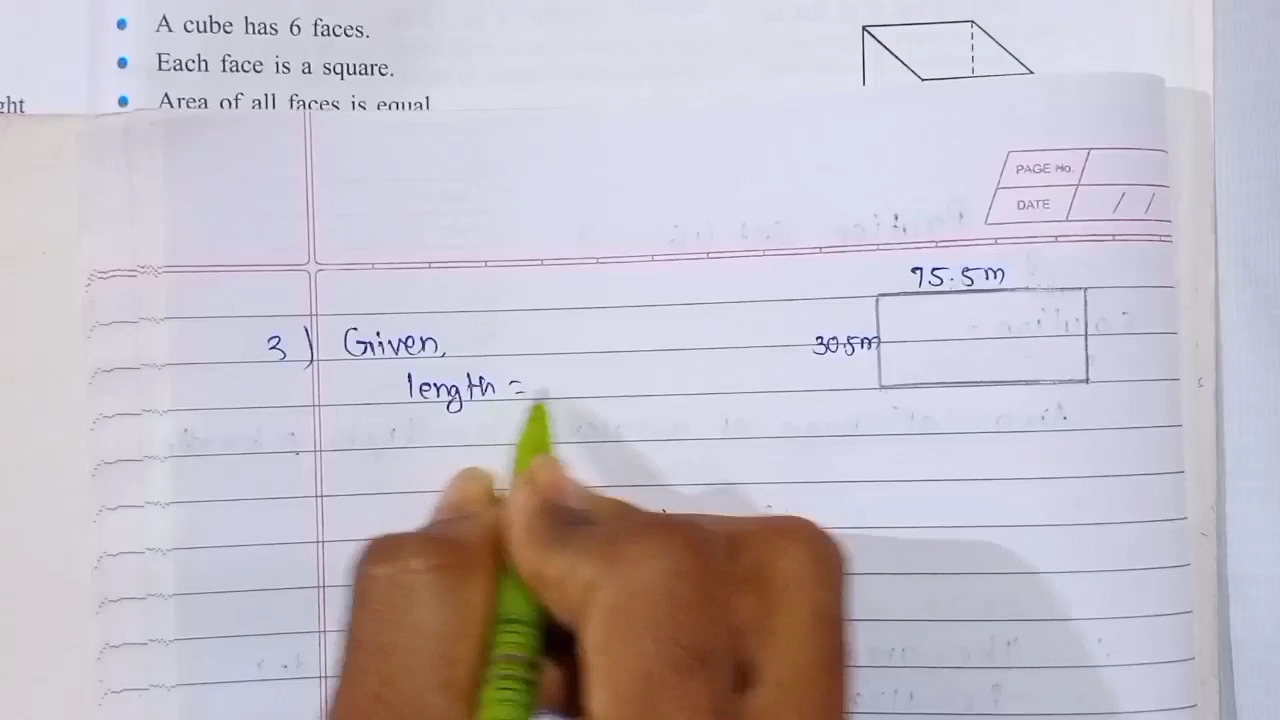 A cube has 6 faces.
Each face is a square.
ght
Area of all faces is equal
PAGE No.
DATE / /
75.5m
3) Given,
30.5m
length =